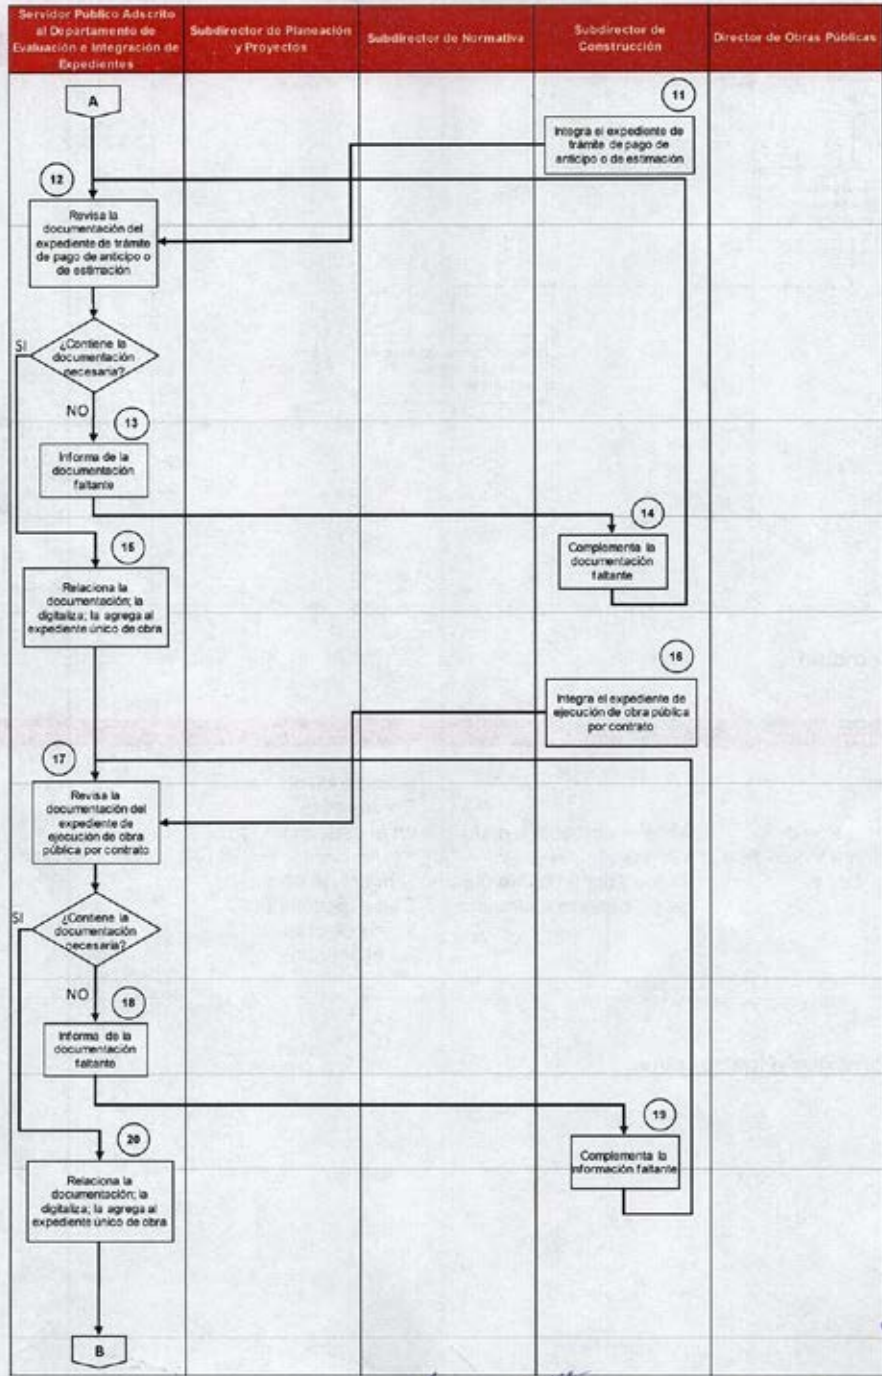 Servidor Público Adscrito
al Departamento de
Evaluación e Integración de
Expedientes
Subdirector de Planeación
y Proyectos
Subdirector de Normativa
Subdirector de
Construcción
Director de Obras Públicas
A
11
Integra el expediente de
trámite de pago de
anticipo o de estimación
12
Revisa la
documentación del
expediente de trámite
de pago de anticipo o
de estimación
¿Contiene la
documentación
necesaria?
SI
NO
13
Informa de la
documentación
faltante
14
Complementa la
documentación
faltante
15
Relaciona la
documentación; la
digitaliza; la agrega al
expediente único de obra
16
Integra el expediente de
ejecución de obra pública
por contrato
17
Revisa la
documentación del
expediente de
ejecución de obra
pública por contrato
¿Contiene la
documentación
necesaria?
SI
NO
18
Informa de la
documentación
faltante
19
Complementa la
información faltante
20
Relaciona la
documentación; la
digitaliza; la agrega al
expediente único de obra
B